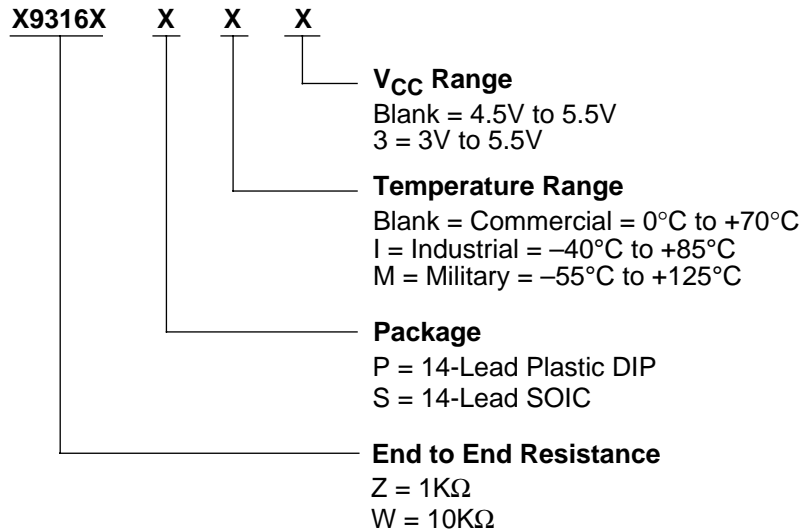 X9316X X X X
VCC Range
Blank = 4.5V to 5.5V
3 = 3V to 5.5V
Temperature Range
Blank = Commercial = 0°C to +70°C
I = Industrial = –40°C to +85°C
M = Military = –55°C to +125°C
Package
P = 14-Lead Plastic DIP
S = 14-Lead SOIC
End to End Resistance
Z = 1KΩ
W = 10KΩ